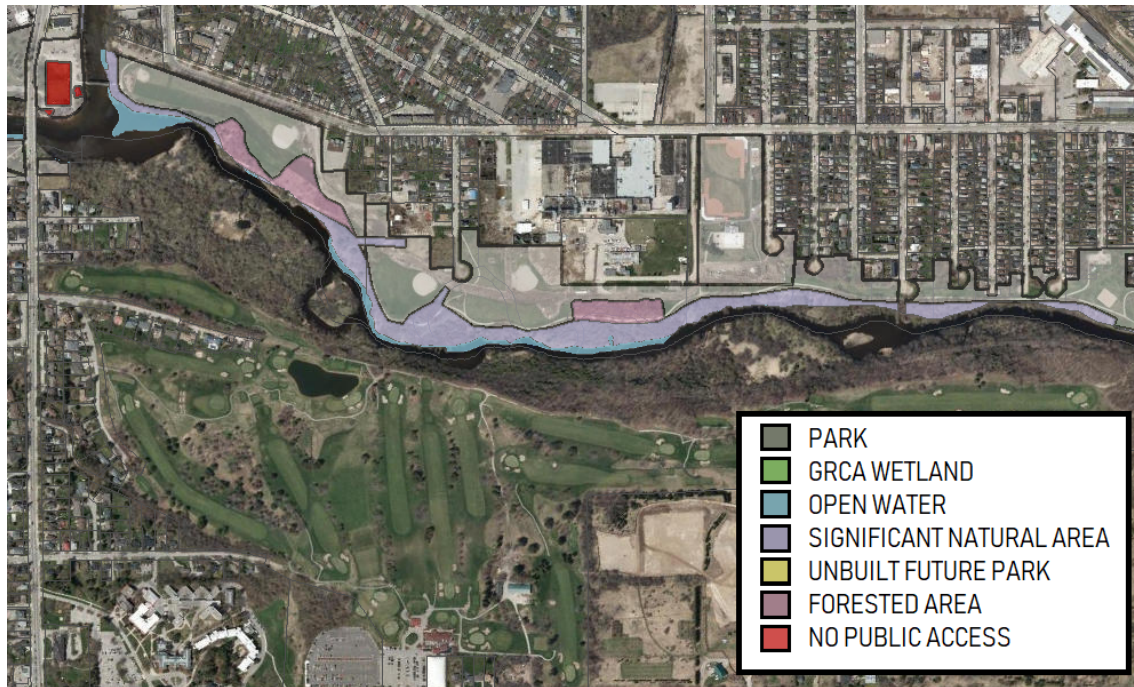 PARK
GRCA WETLAND
OPEN WATER
SIGNIFICANT NATURAL AREA
UNBUILT FUTURE PARK
FORESTED AREA
NO PUBLIC ACCESS